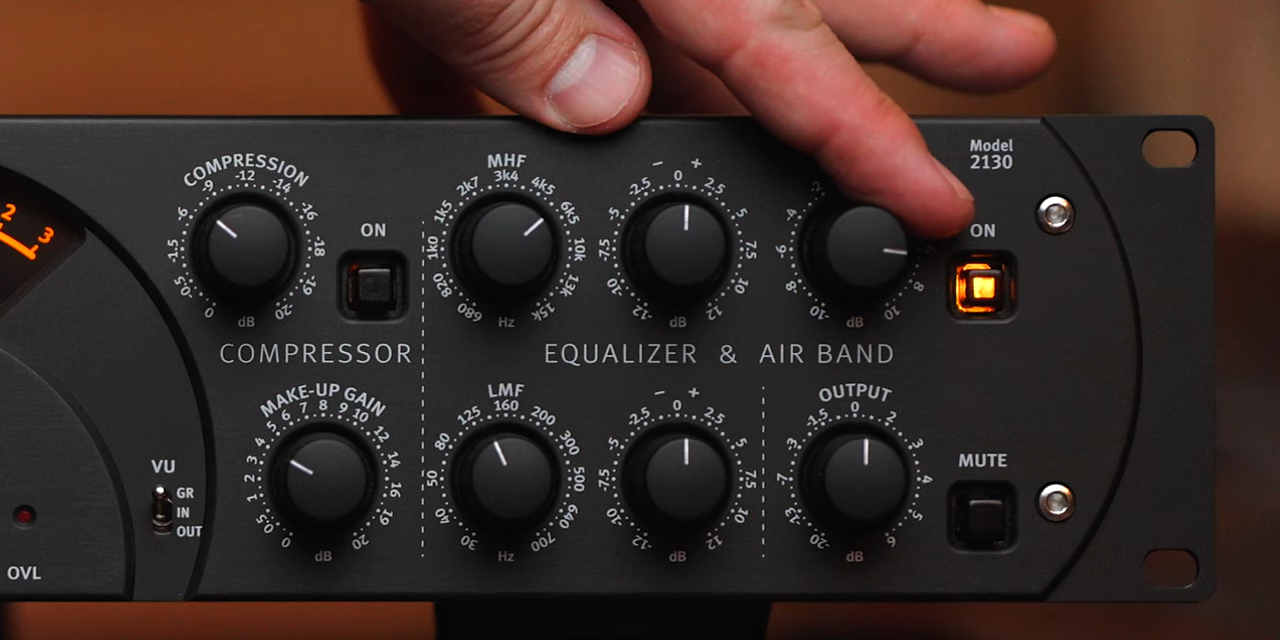 Model
2130
COMPRESSION
0 -0.5 -1.5 -6 -9 -12 -14 -16 -18 -19 -20
dB
ON
MHF
680 820 1k0 1k5 2k7 3k4 4k5 6k5 10k 13k 15k
Hz
- +
-12 -10 -7.5 -5 -2.5 0 2.5 5 7.5 10 12
dB
-10 -8 -6 -4 -2 8 10
dB
ON
2 3
COMPRESSOR
EQUALIZER & AIR BAND
MAKE-UP GAIN
0 0.5 1 2 3 4 5 6 7 8 9 10 12 14 16 19 20
dB
LMF
30 40 50 80 125 160 200 300 500 640 700
Hz
- +
-12 -10 -7.5 -5 -2.5 0 2.5 5 7.5 10 12
dB
OUTPUT
-20 -13 -7 -3 -1.5 0 2 3 4 5 6
dB
MUTE
VU
GR
IN
OUT
OVL